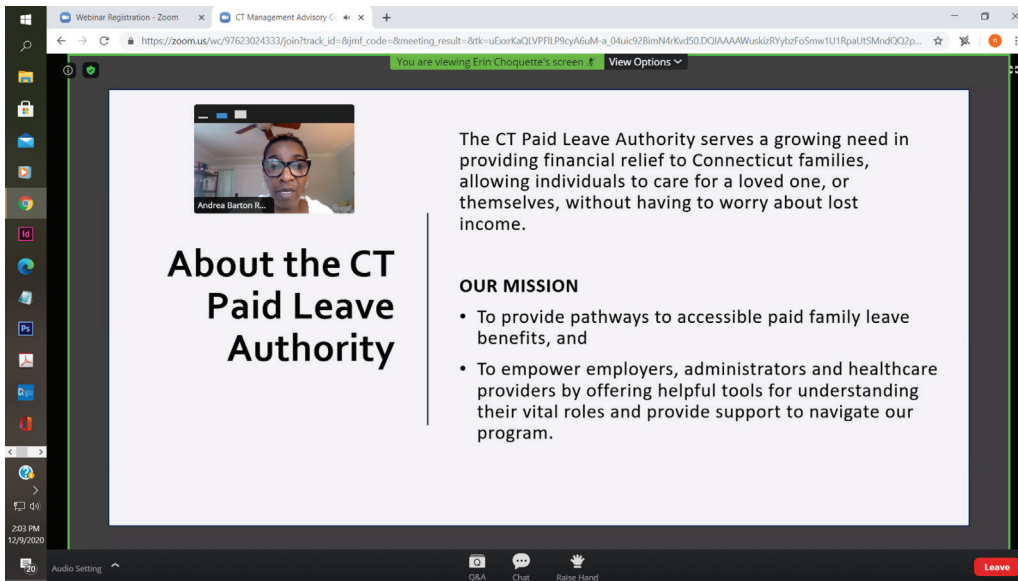 Webinar Registration - Zoom
CT Management Advisory Co
https://zoom.us/wc/97623024333/join?track_id=&jmf_code=&meeting_result=&tk=
You are viewing Erin Choquette's screen
View Options
Andrea Barton R...
About the CT
Paid Leave
Authority
The CT Paid Leave Authority serves a growing need in
providing financial relief to Connecticut families,
allowing individuals to care for a loved one, or
themselves, without having to worry about lost
income.
OUR MISSION
• To provide pathways to accessible paid family leave
benefits, and
• To empower employers, administrators and healthcare
providers by offering helpful tools for understanding
their vital roles and provide support to navigate our
program.
Id
Ps
2:03 PM
12/9/2020
20
Audio Setting
Q&A
Chat
Raise Hand
Leave